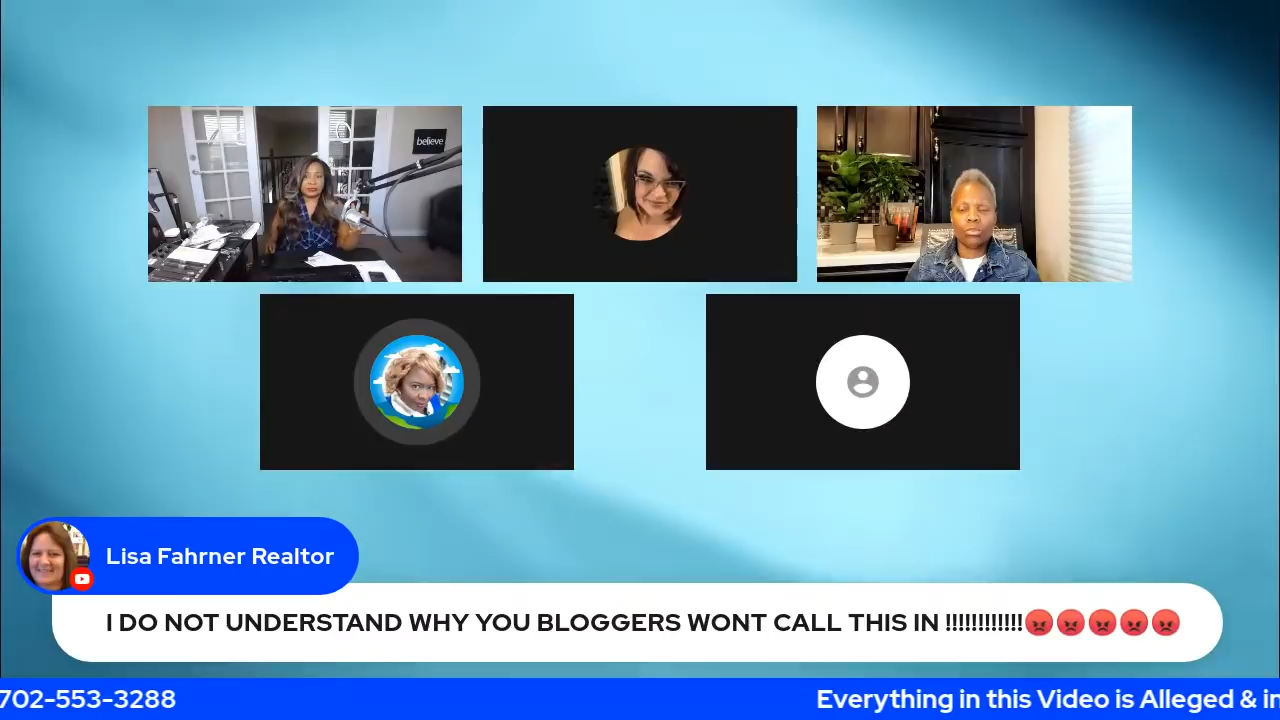 believe
Lisa Fahrner Realtor
I DO NOT UNDERSTAND WHY YOU BLOGGERS WONT CALL THIS IN !!!!!!!!!!!!😡😡😡😡😡
702-553-3288
Everything in this Video is Alleged & in